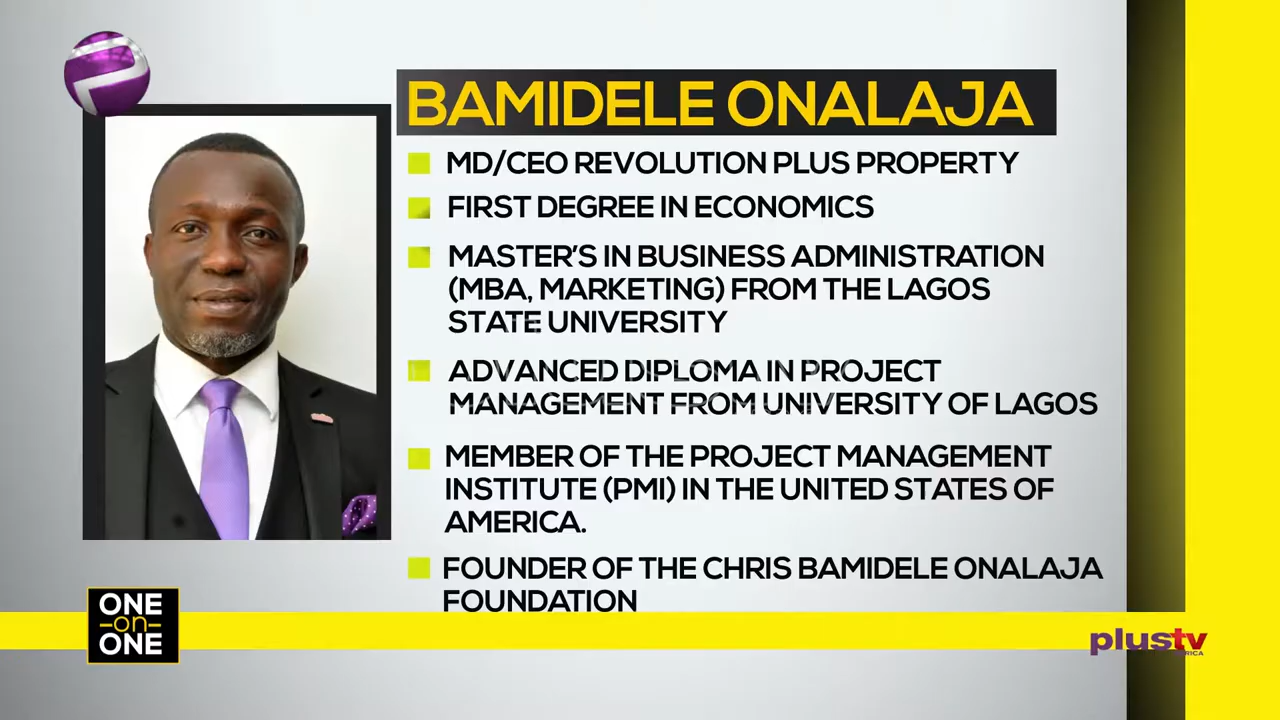 BAMIDELE ONALAJA
MD/CEO REVOLUTION PLUS PROPERTY
FIRST DEGREE IN ECONOMICS
MASTER'S IN BUSINESS ADMINISTRATION
(MBA, MARKETING) FROM THE LAGOS
STATE UNIVERSITY
ADVANCED DIPLOMA IN PROJECT
MANAGEMENT FROM UNIVERSITY OF LAGOS
MEMBER OF THE PROJECT MANAGEMENT
INSTITUTE (PMI) IN THE UNITED STATES OF
AMERICA.
FOUNDER OF THE CHRIS BAMIDELE ONALAJA
FOUNDATION
ONE
-on-
ONE
plustv